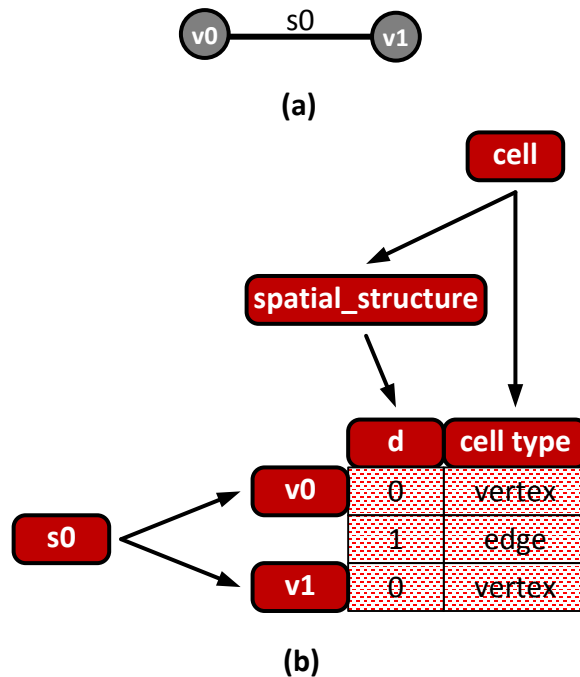 s0
v0 v1
(a)
cell
spatial_structure
d cell type
v0 0 vertex
s0 1 edge
v1 0 vertex
(b)